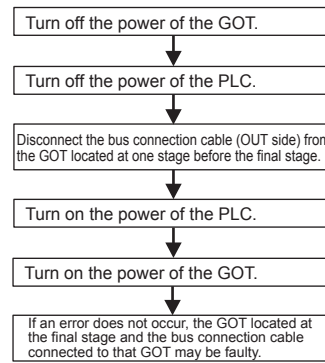 Turn off the power of the GOT.
Turn off the power of the PLC.
Disconnect the bus connection cable (OUT side) from
the GOT located at one stage before the final stage.
Turn on the power of the PLC.
Turn on the power of the GOT.
If an error does not occur, the GOT located at
the final stage and the bus connection cable
connected to that GOT may be faulty.